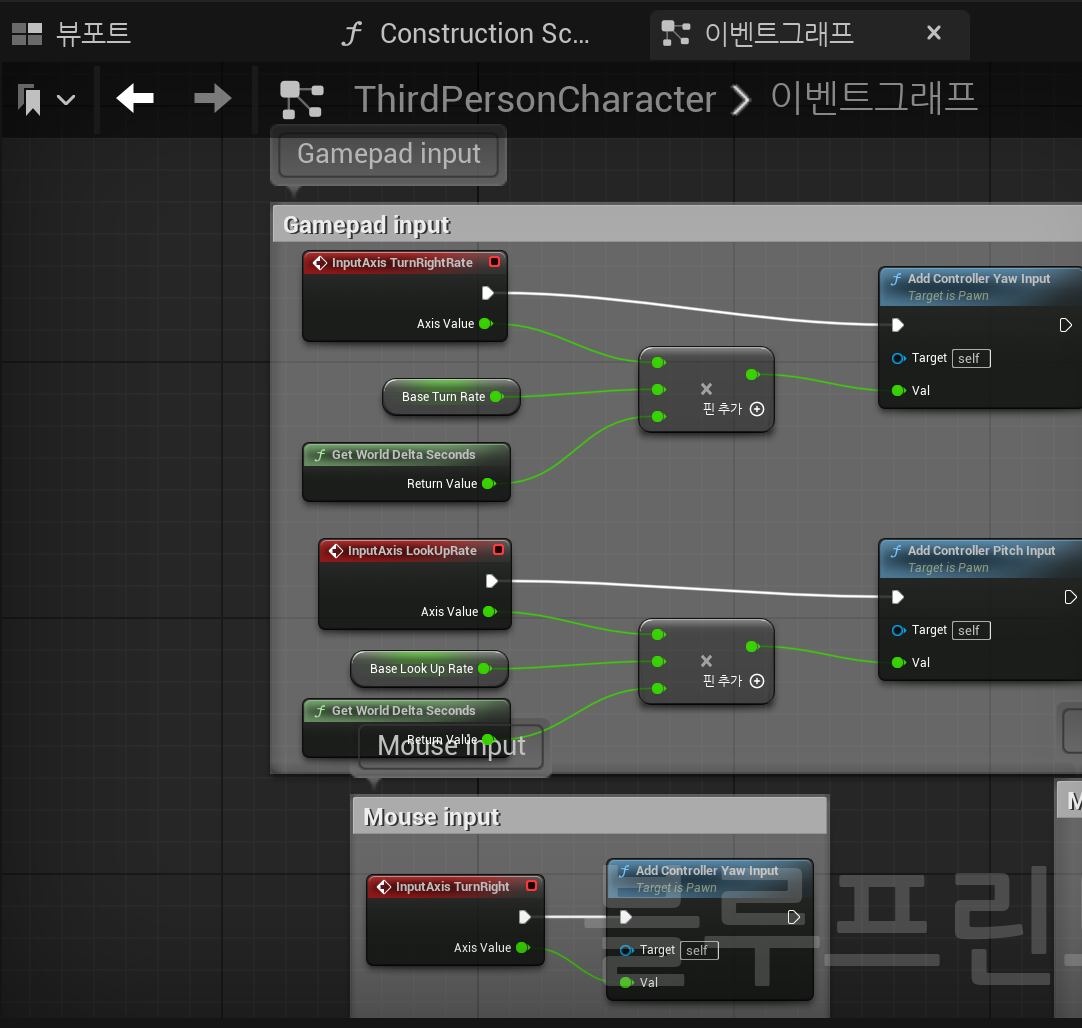 뷰포트
Construction Sc...
이벤트그래프
ThirdPersonCharacter > 이벤트그래프
Gamepad input
Gamepad input
InputAxis TurnRightRate
Axis Value
Base Turn Rate
Get World Delta Seconds
Return Value
핀 추가
Add Controller Yaw Input
Target is Pawn
Target self
Val
InputAxis LookUpRate
Axis Value
Base Look Up Rate
Get World Delta Seconds
Return Value
핀 추가
Add Controller Pitch Input
Target is Pawn
Target self
Val
Mouse input
Mouse input
InputAxis TurnRight
Axis Value
Add Controller Yaw Input
Target is Pawn
Target self
Val
블루프린